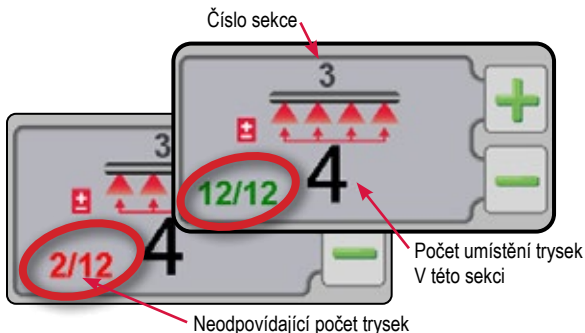 Číslo sekce
3
±
12/12
4
+
−
3
±
2/12
4
−
Počet umístění trysek
V této sekci
Neodpovídající počet trysek